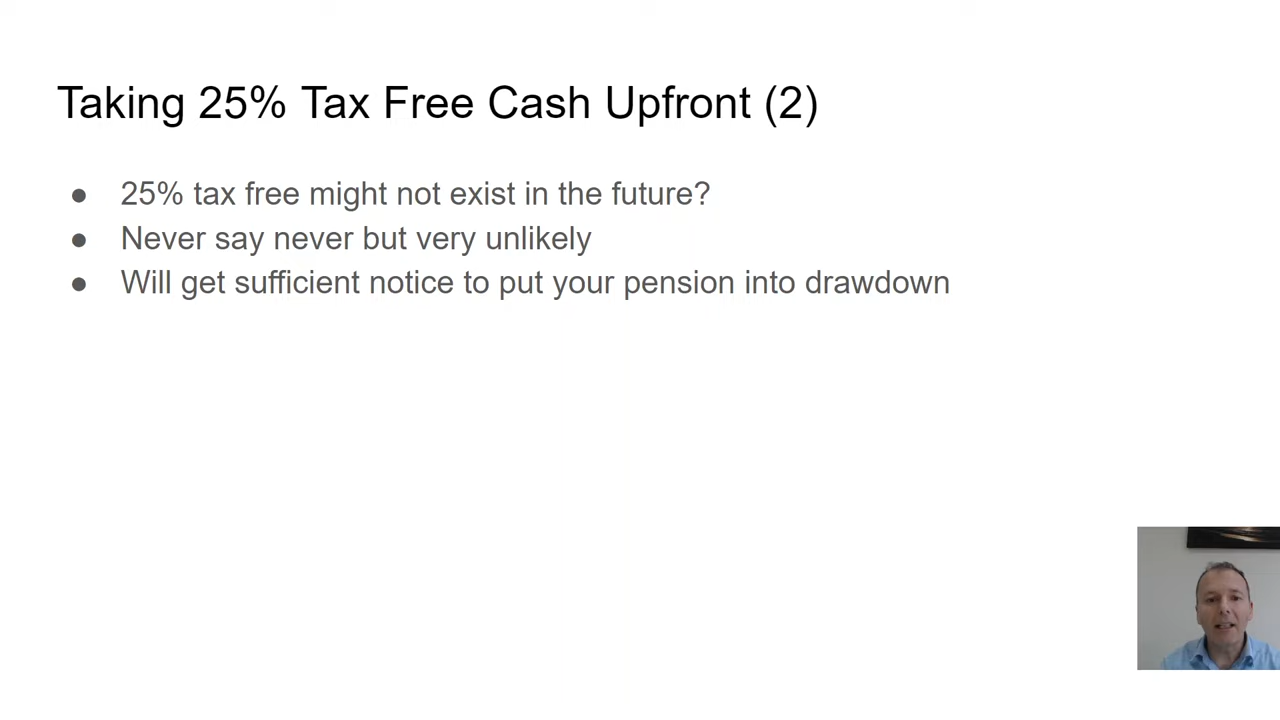 Taking 25% Tax Free Cash Upfront (2)
● 25% tax free might not exist in the future?
● Never say never but very unlikely
● Will get sufficient notice to put your pension into drawdown